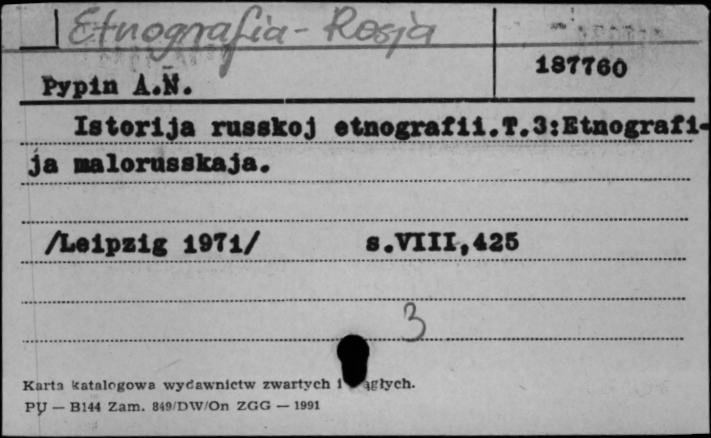 Etnografia - Rosja
187760
Pypin A.N.
Istorija russkoj etnografii.T.3:Etnografi-
ja malorusskaja.
/Leipzig 1971/ s.VIII,425
3
Karta katalogowa wydawnictw zwartych i
PU — B144 Zam. 849/DW/On ZGG — 1991